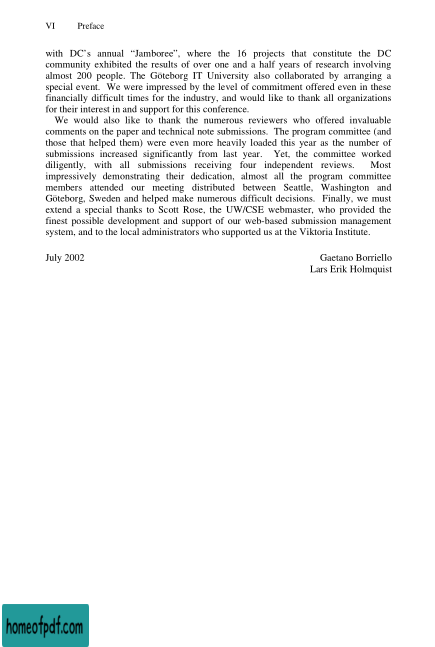 VI Preface
with DC's annual "Jamboree", where the 16 projects that constitute the DC
community exhibited the results of over one and a half years of research involving
almost 200 people. The Göteborg IT University also collaborated by arranging a
special event. We were impressed by the level of commitment offered even in these
financially difficult times for the industry, and would like to thank all organizations
for their interest in and support for this conference.
We would also like to thank the numerous reviewers who offered invaluable
comments on the paper and technical note submissions. The program committee (and
those that helped them) were even more heavily loaded this year as the number of
submissions increased significantly from last year. Yet, the committee worked
diligently, with all submissions receiving four independent reviews. Most
impressively demonstrating their dedication, almost all the program committee
members attended our meeting distributed between Seattle, Washington and
Göteborg, Sweden and helped make numerous difficult decisions. Finally, we must
extend a special thanks to Scott Rose, the UW/CSE webmaster, who provided the
finest possible development and support of our web-based submission management
system, and to the local administrators who supported us at the Viktoria Institute.
July 2002 Gaetano Borriello
Lars Erik Holmquist
homeofpdf.com